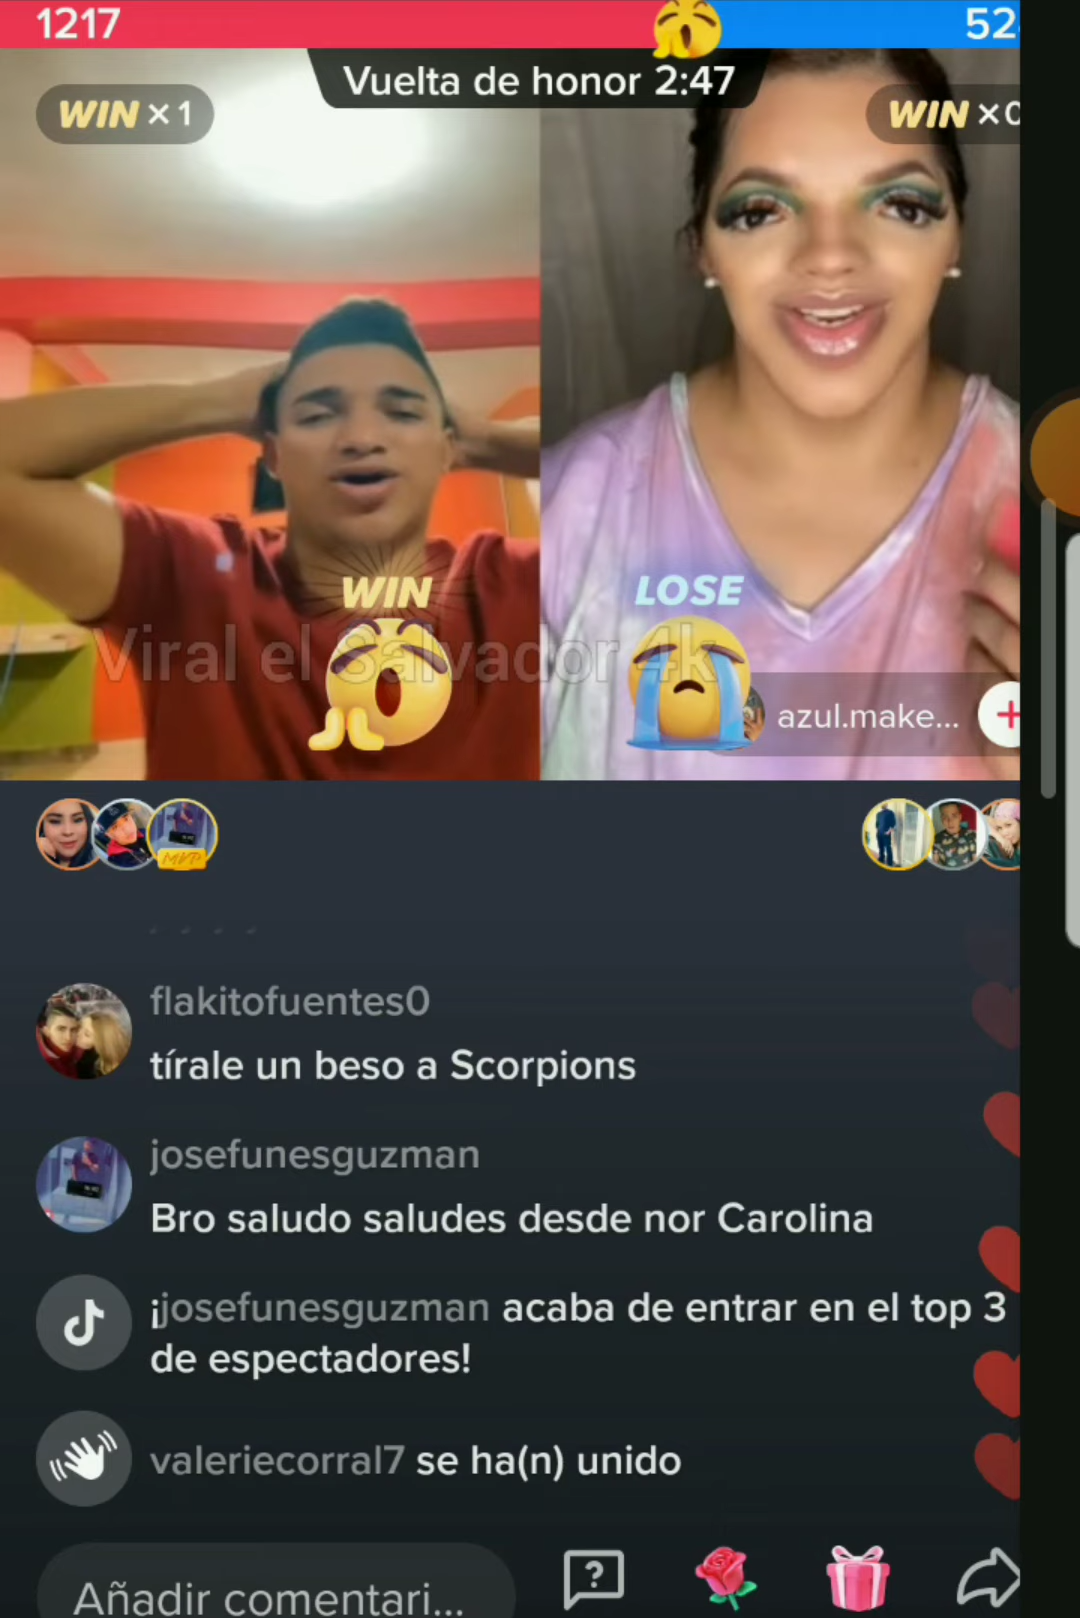 1217
52
Vuelta de honor 2:47
WIN ×1
WIN ×0
WIN
LOSE
Viral el Salvador 4k
azul.make...
MVP
flakitofuentes0
tírale un beso a Scorpions
josefunesguzman
Bro saludo saludes desde nor Carolina
¡josefunesguzman acaba de entrar en el top 3
de espectadores!
valeriecorral7 se ha(n) unido
Añadir comentari...